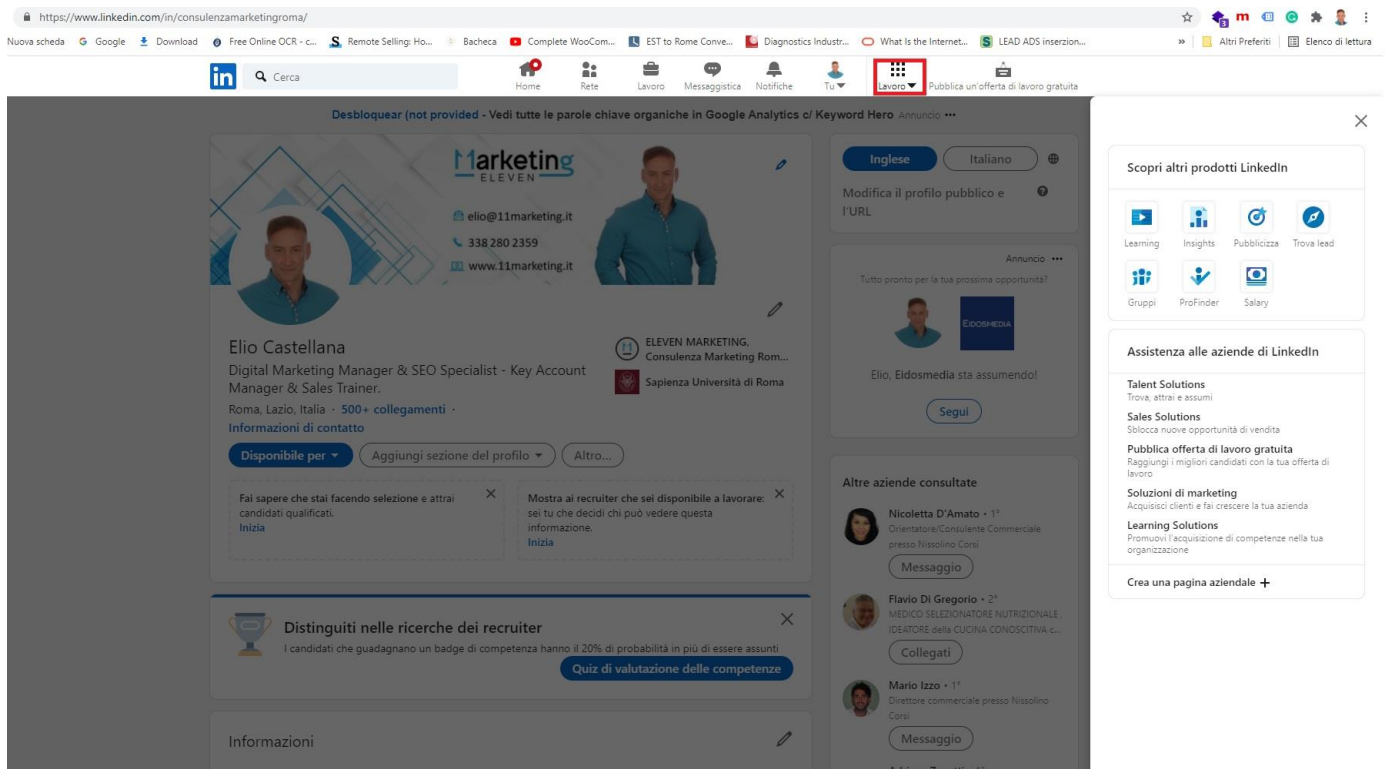 https://www.linkedin.com/in/consulenzamarketingroma/
3
m
Nuova scheda
Google
Download
Free Online OCR - c...
Remote Selling: Ho...
Bacheca
Complete WooCom...
EST to Rome Conve...
Diagnostics Industr...
What Is the Internet...
LEAD ADS inserzion...
»
Altri Preferiti
Elenco di lettura
in
Cerca
Home
Rete
Lavoro
Messaggistica
Notifiche
Tu
Lavoro
Pubblica un'offerta di lavoro gratuita
Desbloquear (not provided - Vedi tutte le parole chiave organiche in Google Analytics c/ Keyword Hero Annuncio •••
Marketing
ELEVEN
elio@11marketing.it
338 280 2359
www.11marketing.it
Elio Castellana
Digital Marketing Manager & SEO Specialist - Key Account
Manager & Sales Trainer.
Roma, Lazio, Italia · 500+ collegamenti ·
Informazioni di contatto
ELEVEN MARKETING,
Consulenza Marketing Rom...
Sapienza Università di Roma
Disponibile per
Aggiungi sezione del profilo
Altro...
Fai sapere che stai facendo selezione e attrai
candidati qualificati.
Inizia
Mostra ai recruiter che sei disponibile a lavorare:
sei tu che decidi chi può vedere questa
informazione.
Inizia
Distinguiti nelle ricerche dei recruiter
I candidati che guadagnano un badge di competenza hanno il 20% di probabilità in più di essere assunti
Quiz di valutazione delle competenze
Informazioni
Inglese
Italiano
Modifica il profilo pubblico e
l'URL
Annuncio •••
Tutto pronto per la tua prossima opportunità?
EIDOSMEDIA
Elio, Eidosmedia sta assumendo!
Segui
Altre aziende consultate
Nicoletta D'Amato • 1°
Orientatore/Consulente Commerciale
presso Nissolino Corsi
Messaggio
Flavio Di Gregorio • 2°
MEDICO SELEZIONATORE NUTRIZIONALE ,
IDEATORE della CUCINA CONOSCITIVA c...
Collegati
Mario Izzo • 1°
Direttore commerciale presso Nissolino
Corsi
Messaggio
Scopri altri prodotti LinkedIn
Learning
Insights
Pubblicizza
Trova lead
Gruppi
ProFinder
Salary
Assistenza alle aziende di LinkedIn
Talent Solutions
Trova, attrai e assumi
Sales Solutions
Sblocca nuove opportunità di vendita
Pubblica offerta di lavoro gratuita
Raggiungi i migliori candidati con la tua offerta di
lavoro
Soluzioni di marketing
Acquisisci clienti e fai crescere la tua azienda
Learning Solutions
Promuovi l'acquisizione di competenze nella tua
organizzazione
Crea una pagina aziendale +